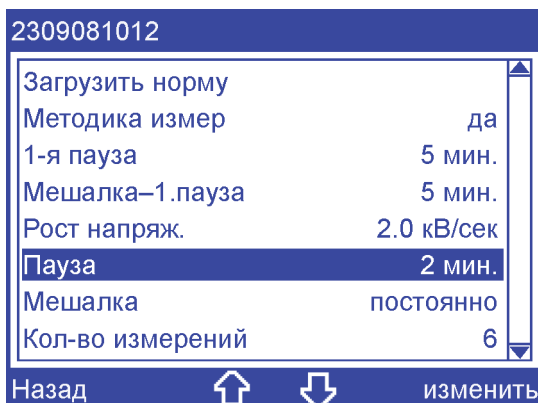 2309081012
Загрузить норму
Методика измер да
1-я пауза 5 мин.
Мешалка–1.пауза 5 мин.
Рост напряж. 2.0 кВ/сек
Пауза 2 мин.
Мешалка постоянно
Кол-во измерений 6
Назад изменить